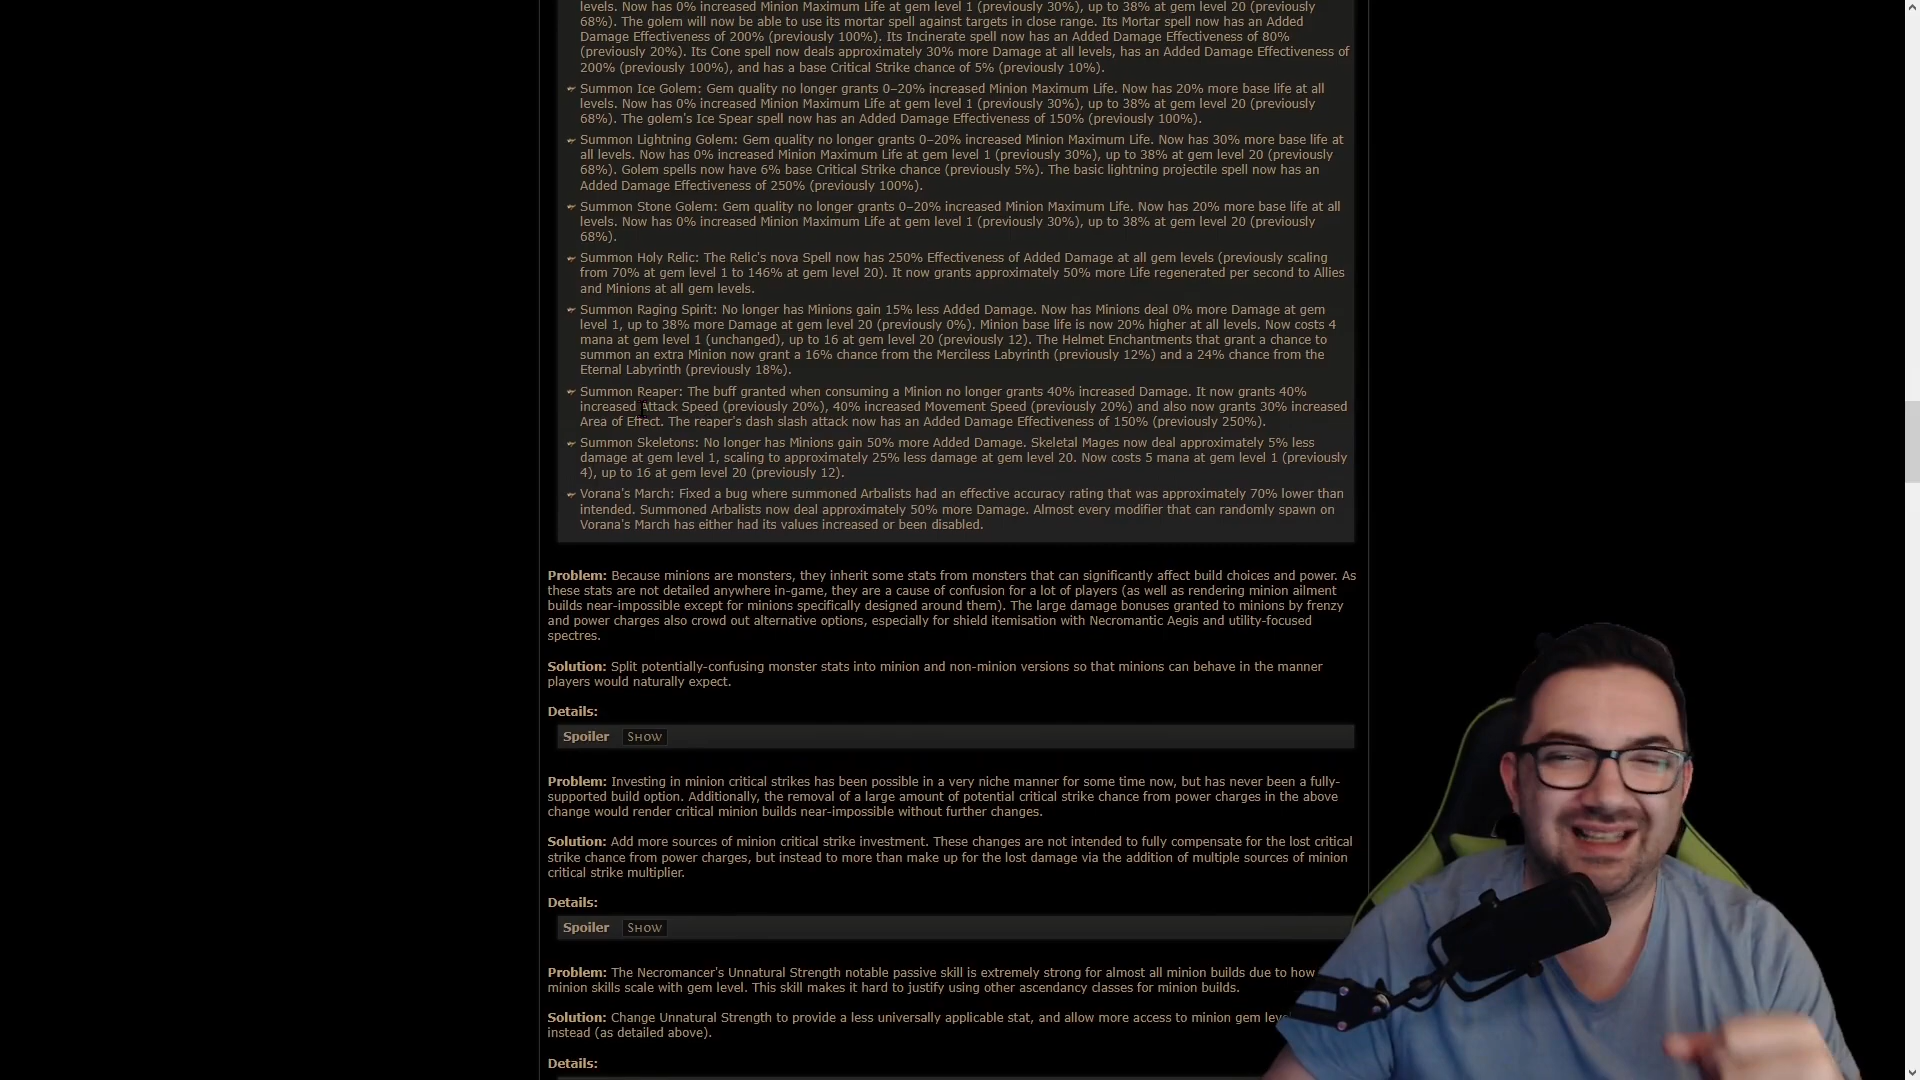 levels. Now has 0% increased Minion Maximum Life at gem level 1 (previously 30%), up to 38% at gem level 20 (previously
68%). The golem will now be able to use its mortar spell against targets in close range. Its Mortar spell now has an Added
Damage Effectiveness of 200% (previously 100%). Its Incinerate spell now has an Added Damage Effectiveness of 80%
(previously 20%). Its Cone spell now deals approximately 30% more Damage at all levels, has an Added Damage Effectiveness of
200% (previously 100%), and has a base Critical Strike chance of 5% (previously 10%).
Summon Ice Golem: Gem quality no longer grants 0–20% increased Minion Maximum Life. Now has 20% more base life at all
levels. Now has 0% increased Minion Maximum Life at gem level 1 (previously 30%), up to 38% at gem level 20 (previously
68%). The golem's Ice Spear spell now has an Added Damage Effectiveness of 150% (previously 100%).
Summon Lightning Golem: Gem quality no longer grants 0–20% increased Minion Maximum Life. Now has 30% more base life at
all levels. Now has 0% increased Minion Maximum Life at gem level 1 (previously 30%), up to 38% at gem level 20 (previously
68%). Golem spells now have 6% base Critical Strike chance (previously 5%). The basic lightning projectile spell now has an
Added Damage Effectiveness of 250% (previously 100%).
Summon Stone Golem: Gem quality no longer grants 0–20% increased Minion Maximum Life. Now has 20% more base life at all
levels. Now has 0% increased Minion Maximum Life at gem level 1 (previously 30%), up to 38% at gem level 20 (previously
68%).
Summon Holy Relic: The Relic's nova Spell now has 250% Effectiveness of Added Damage at all gem levels (previously scaling
from 70% at gem level 1 to 146% at gem level 20). It now grants approximately 50% more Life regenerated per second to Allies
and Minions at all gem levels.
Summon Raging Spirit: No longer has Minions gain 15% less Added Damage. Now has Minions deal 0% more Damage at gem
level 1, up to 38% more Damage at gem level 20 (previously 0%). Minion base life is now 20% higher at all levels. Now costs 4
mana at gem level 1 (unchanged), up to 16 at gem level 20 (previously 12). The Helmet Enchantments that grant a chance to
summon an extra Minion now grant a 16% chance from the Merciless Labyrinth (previously 12%) and a 24% chance from the
Eternal Labyrinth (previously 18%).
Summon Reaper: The buff granted when consuming a Minion no longer grants 40% increased Damage. It now grants 40%
increased Attack Speed (previously 20%), 40% increased Movement Speed (previously 20%) and also now grants 30% increased
Area of Effect. The reaper's dash slash attack now has an Added Damage Effectiveness of 150% (previously 250%).
Summon Skeletons: No longer has Minions gain 50% more Added Damage. Skeletal Mages now deal approximately 5% less
damage at gem level 1, scaling to approximately 25% less damage at gem level 20. Now costs 5 mana at gem level 1 (previously
4), up to 16 at gem level 20 (previously 12).
Vorana's March: Fixed a bug where summoned Arbalists had an effective accuracy rating that was approximately 70% lower than
intended. Summoned Arbalists now deal approximately 50% more Damage. Almost every modifier that can randomly spawn on
Vorana's March has either had its values increased or been disabled.
Problem: Because minions are monsters, they inherit some stats from monsters that can significantly affect build choices and power. As
these stats are not detailed anywhere in-game, they are a cause of confusion for a lot of players (as well as rendering minion ailment
builds near-impossible except for minions specifically designed around them). The large damage bonuses granted to minions by frenzy
and power charges also crowd out alternative options, especially for shield itemisation with Necromantic Aegis and utility-focused
spectres.
Solution: Split potentially-confusing monster stats into minion and non-minion versions so that minions can behave in the manner
players would naturally expect.
Details:
Spoiler SHOW
Problem: Investing in minion critical strikes has been possible in a very niche manner for some time now, but has never been a fully-
supported build option. Additionally, the removal of a large amount of potential critical strike chance from power charges in the above
change would render critical minion builds near-impossible without further changes.
Solution: Add more sources of minion critical strike investment. These changes are not intended to fully compensate for the lost critical
strike chance from power charges, but instead to more than make up for the lost damage via the addition of multiple sources of minion
critical strike multiplier.
Details:
Spoiler SHOW
Problem: The Necromancer's Unnatural Strength notable passive skill is extremely strong for almost all minion builds due to how
minion skills scale with gem level. This skill makes it hard to justify using other ascendancy classes for minion builds.
Solution: Change Unnatural Strength to provide a less universally applicable stat, and allow more access to minion gem
instead (as detailed above).
Details: